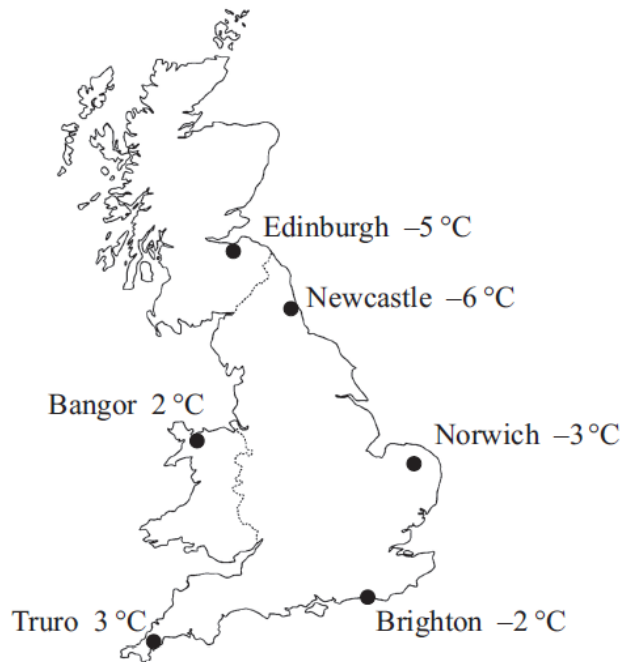 Edinburgh –5 °C
Newcastle –6 °C
Bangor 2 °C
Norwich –3 °C
Truro 3 °C
Brighton –2 °C